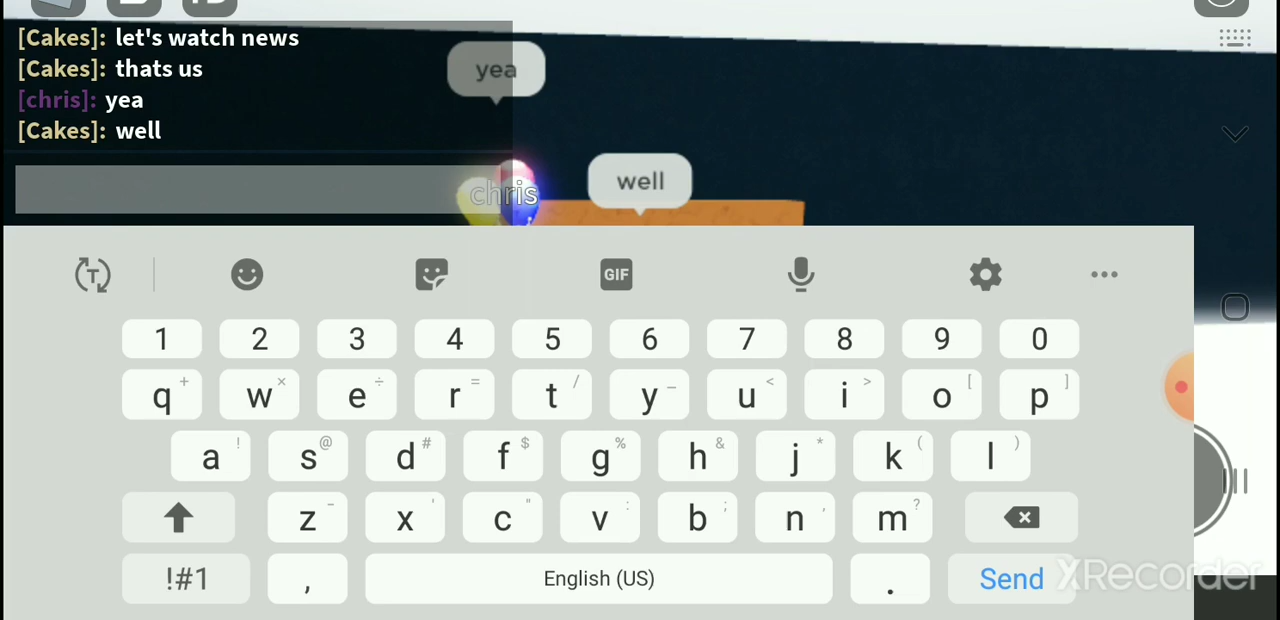 [Cakes]: let's watch news
[Cakes]: thats us
[chris]: yea
[Cakes]: well
yea
well
chris
GIF
1 2 3 4 5 6 7 8 9 0
q + w × e ÷ r = t / y _ u < i > o [ p ]
a ! s @ d # f $ g % h & j * k ( l )
z - x ' c " v : b ; n , m ?
!#1 , English (US) . Send
XRecorder